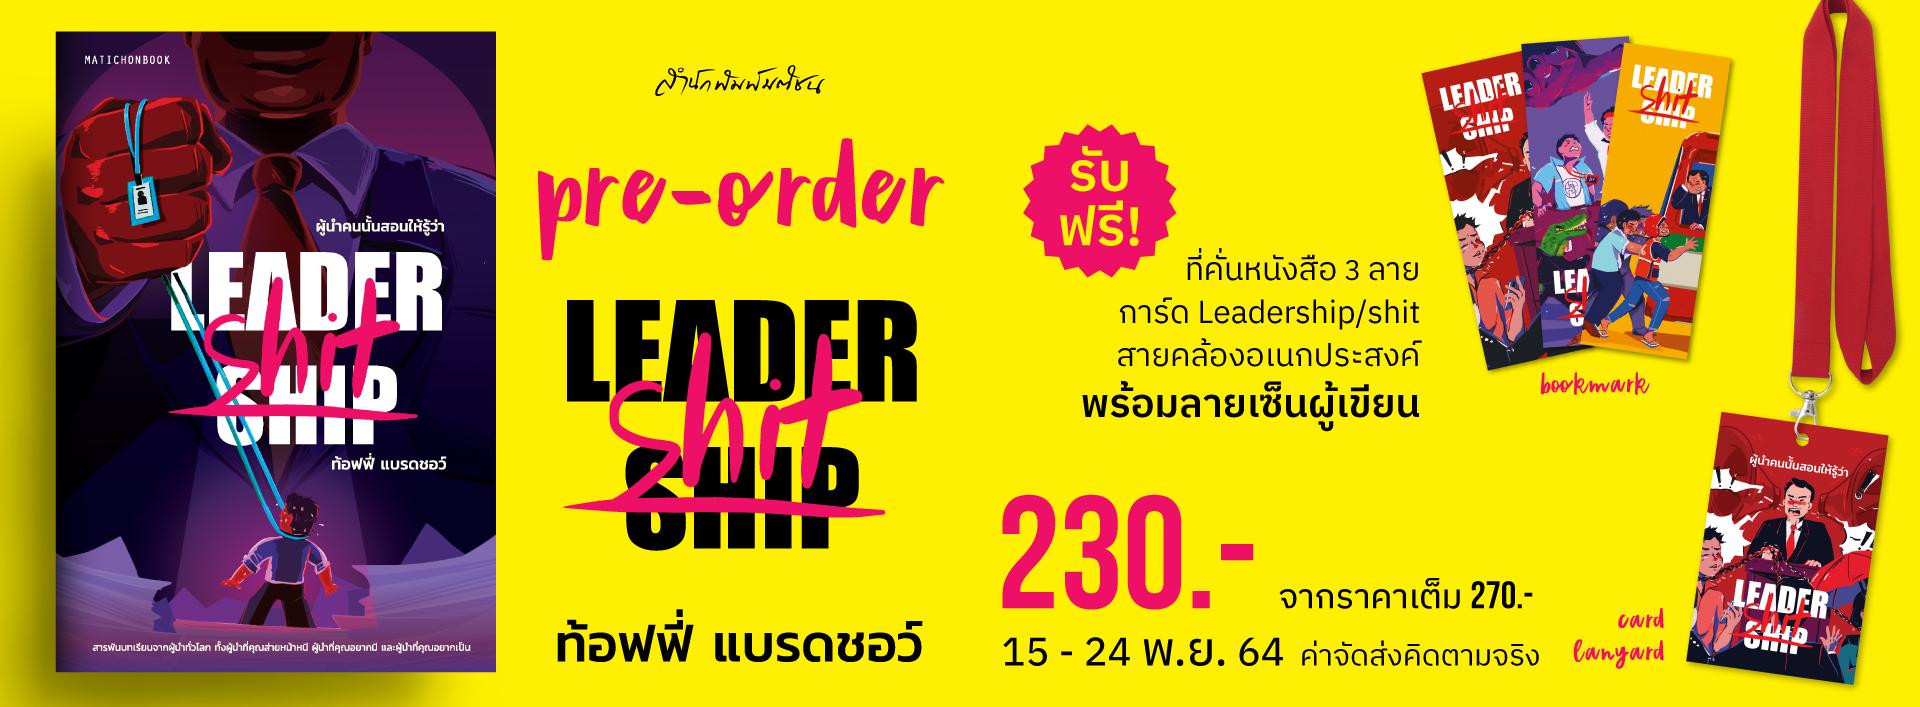 MATICHONBOOK
ผู้นำคนนั้นสอนให้รู้ว่า
LEADER
shit
SHIP
ท้อฟฟี่ แบรดชอว์
สารพันบทเรียนจากผู้นำทั่วโลก ทั้งผู้นำที่คุณส่ายหน้าหนี ผู้นำที่คุณอยากมี และผู้นำที่คุณอยากเป็น
สำนักพิมพ์มติชน
pre-order
LEADER
shit
SHIP
ท้อฟฟี่ แบรดชอว์
รับ
ฟรี!
ที่คั่นหนังสือ 3 ลาย
การ์ด Leadership/shit
สายคล้องอเนกประสงค์
พร้อมลายเซ็นผู้เขียน
230.- จากราคาเต็ม 270.-
15 - 24 พ.ย. 64 ค่าจัดส่งคิดตามจริง
LEADER
shit
SHIP
LEADER
shit
SHIP
bookmark
card
lanyard
ผู้นำคนนั้นสอนให้รู้ว่า
LEADER
shit
SHIP